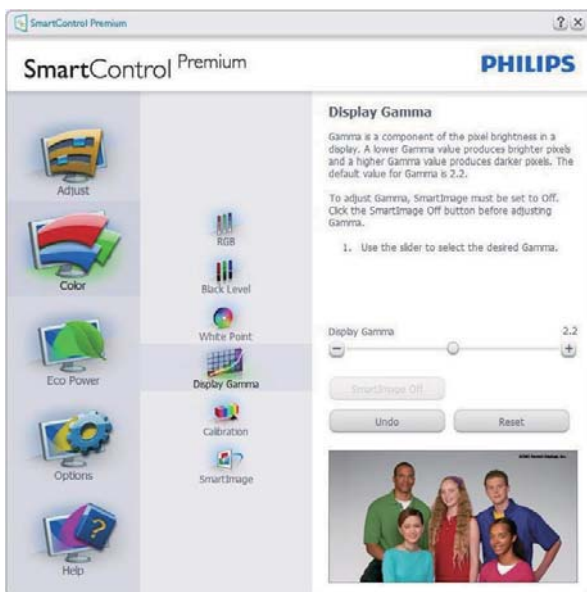 SmartControl Premium
SmartControl Premium
PHILIPS
Adjust
Color
Eco Power
Options
Help
RGB
Black Level
White Point
Display Gamma
Calibration
SmartImage
Display Gamma
Gamma is a component of the pixel brightness in a
display. A lower Gamma value produces brighter pixels
and a higher Gamma value produces darker pixels. The
default value for Gamma is 2.2.
To adjust Gamma, SmartImage must be set to Off.
Click the SmartImage Off button before adjusting
Gamma.
1. Use the slider to select the desired Gamma.
Display Gamma 2.2
SmartImage Off
Undo Reset